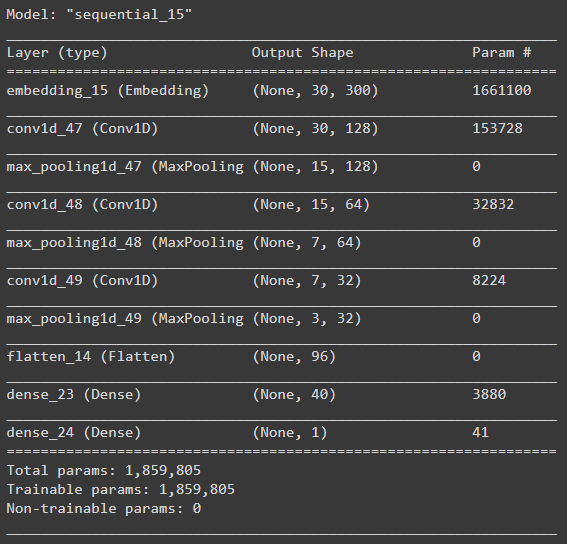 Model: "sequential_15"
Layer (type) Output Shape Param #
embedding_15 (Embedding) (None, 30, 300) 1661100
conv1d_47 (Conv1D) (None, 30, 128) 153728
max_pooling1d_47 (MaxPooling (None, 15, 128) 0
conv1d_48 (Conv1D) (None, 15, 64) 32832
max_pooling1d_48 (MaxPooling (None, 7, 64) 0
conv1d_49 (Conv1D) (None, 7, 32) 8224
max_pooling1d_49 (MaxPooling (None, 3, 32) 0
flatten_14 (Flatten) (None, 96) 0
dense_23 (Dense) (None, 40) 3880
dense_24 (Dense) (None, 1) 41
Total params: 1,859,805
Trainable params: 1,859,805
Non-trainable params: 0